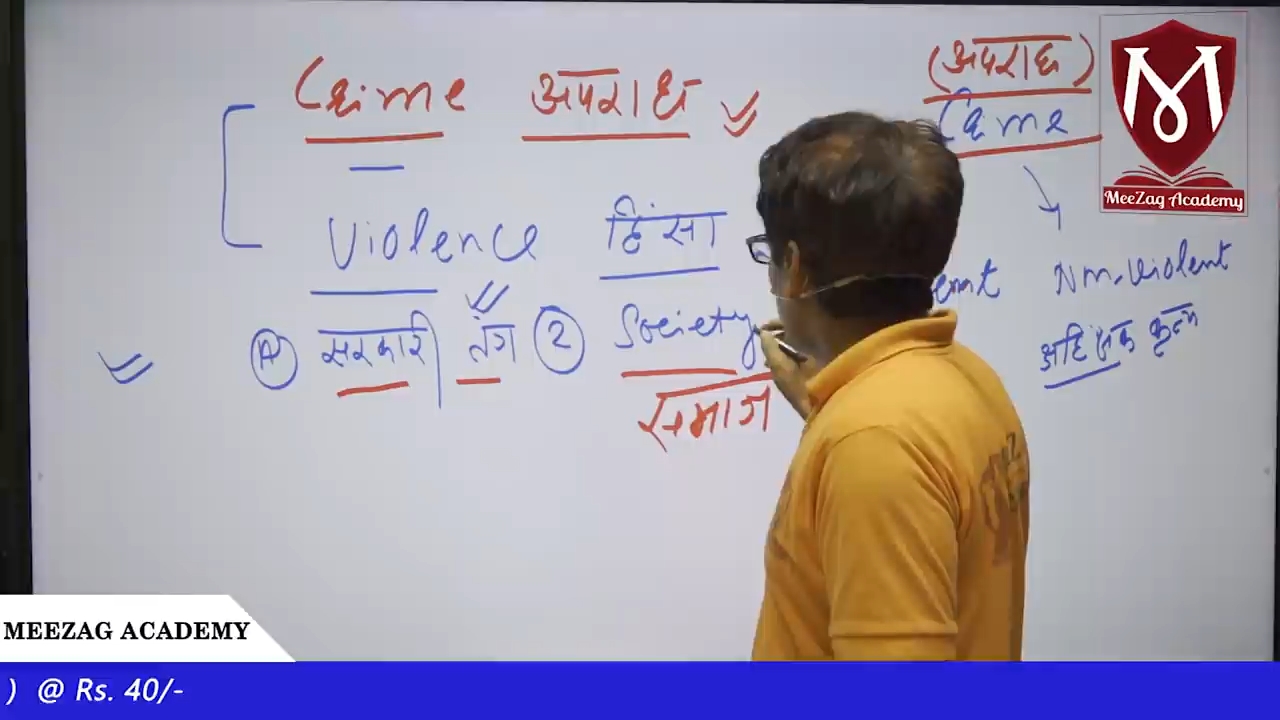 Crime अपराध
(अपराध)
Crime
Violence हिंसा
Non-Violent
अहिंसक कृत्य
A सरकारी तंग 2 Society
समाज
MeeZag Academy
MEEZAG ACADEMY
) @ Rs. 40/-